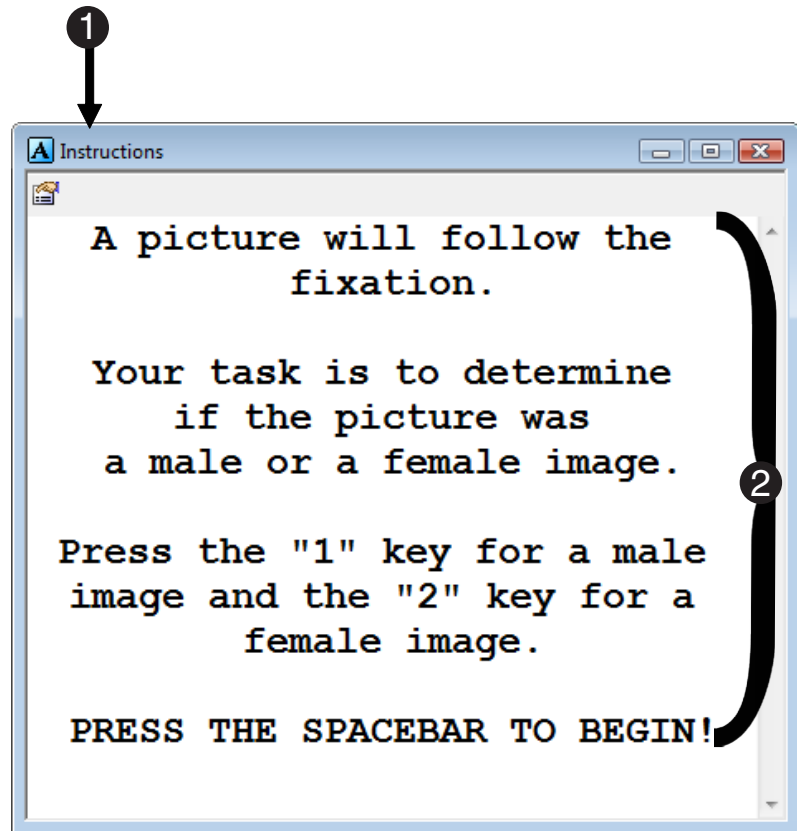 1
A Instructions
A picture will follow the
fixation.
Your task is to determine
if the picture was
a male or a female image.
2
Press the "1" key for a male
image and the "2" key for a
female image.
PRESS THE SPACEBAR TO BEGIN!